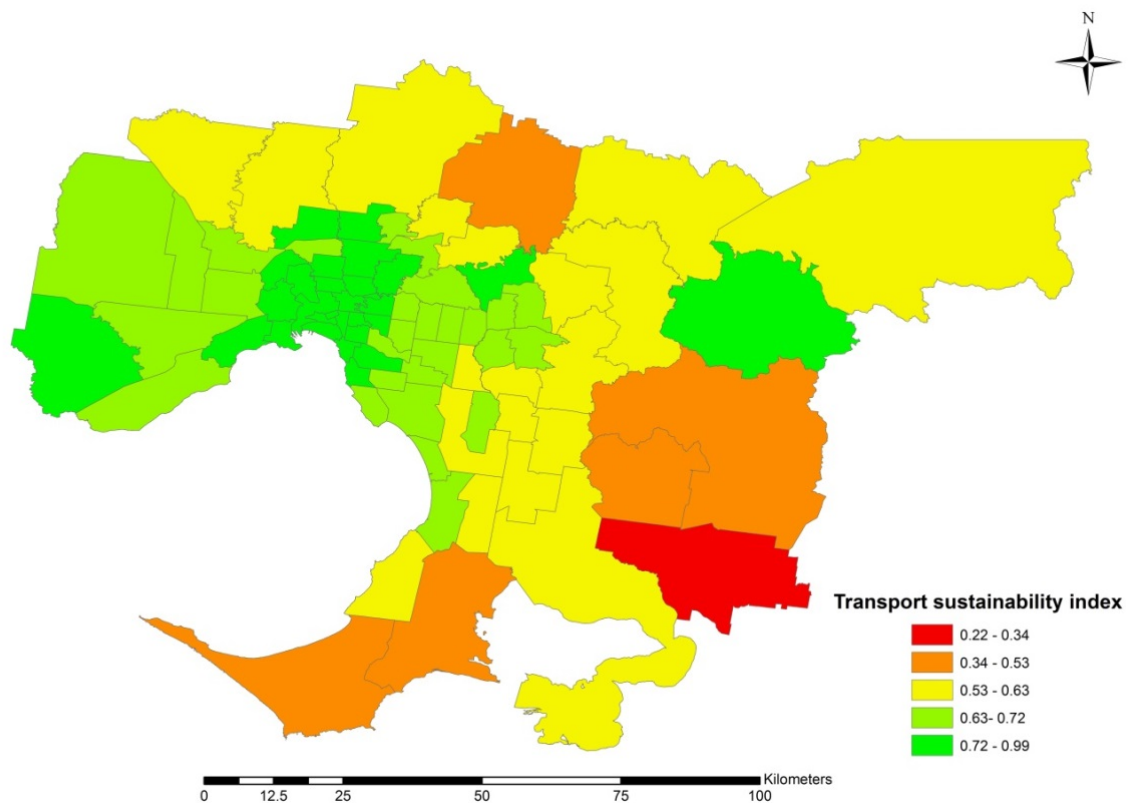 N
Transport sustainability index
0.22 - 0.34
0.34 - 0.53
0.53 - 0.63
0.63- 0.72
0.72 - 0.99
Kilometers
0 12.5 25 50 75 100